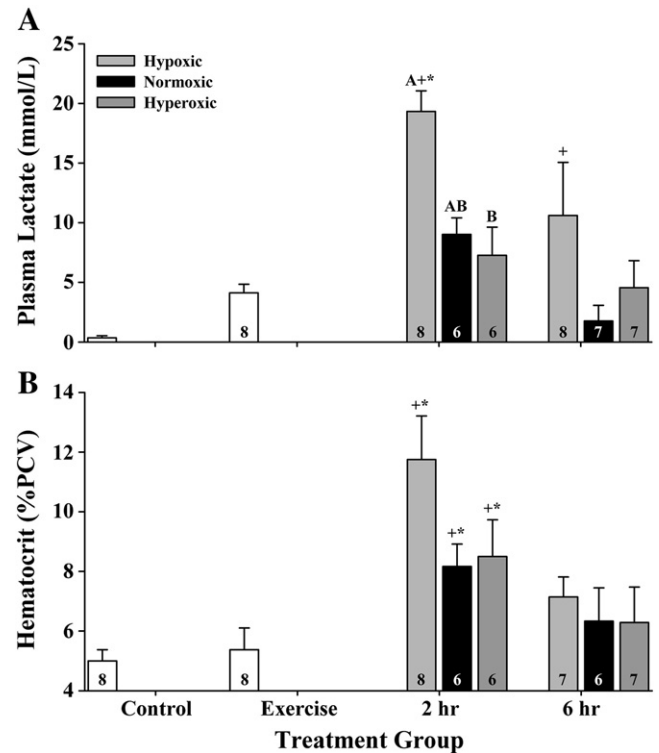 A
Plasma Lactate (mmol/L)
25
20
15
10
5
0
Hypoxic
Normoxic
Hyperoxic
A+*
AB
B
+
8
8
6
6
8
7
7
B
Hematocrit (%PCV)
14
12
10
8
6
4
+*
+*
+*
8
8
8
6
6
7
6
7
Control
Exercise
2 hr
6 hr
Treatment Group